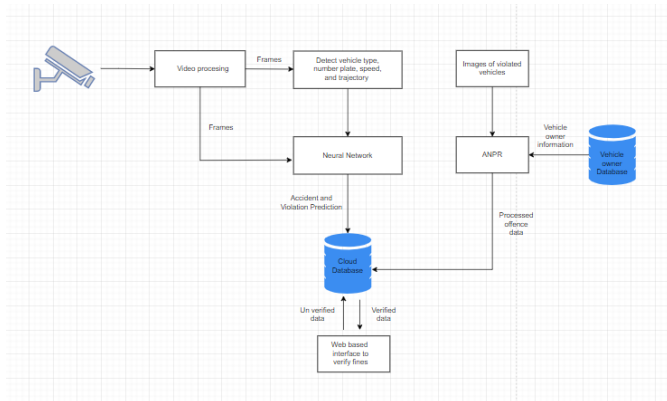 Frames
Video procesing
Detect vehicle type,
number plate, speed,
and trajectory
Images of violated
vehicles
Frames
Neural Network
ANPR
Vehicle
owner
information
Vehicle
owner
Database
Accident and
Violation Prediction
Processed
offence
data
Cloud
Database
Un verified
data
Verified
data
Web based
interface to
verify fines